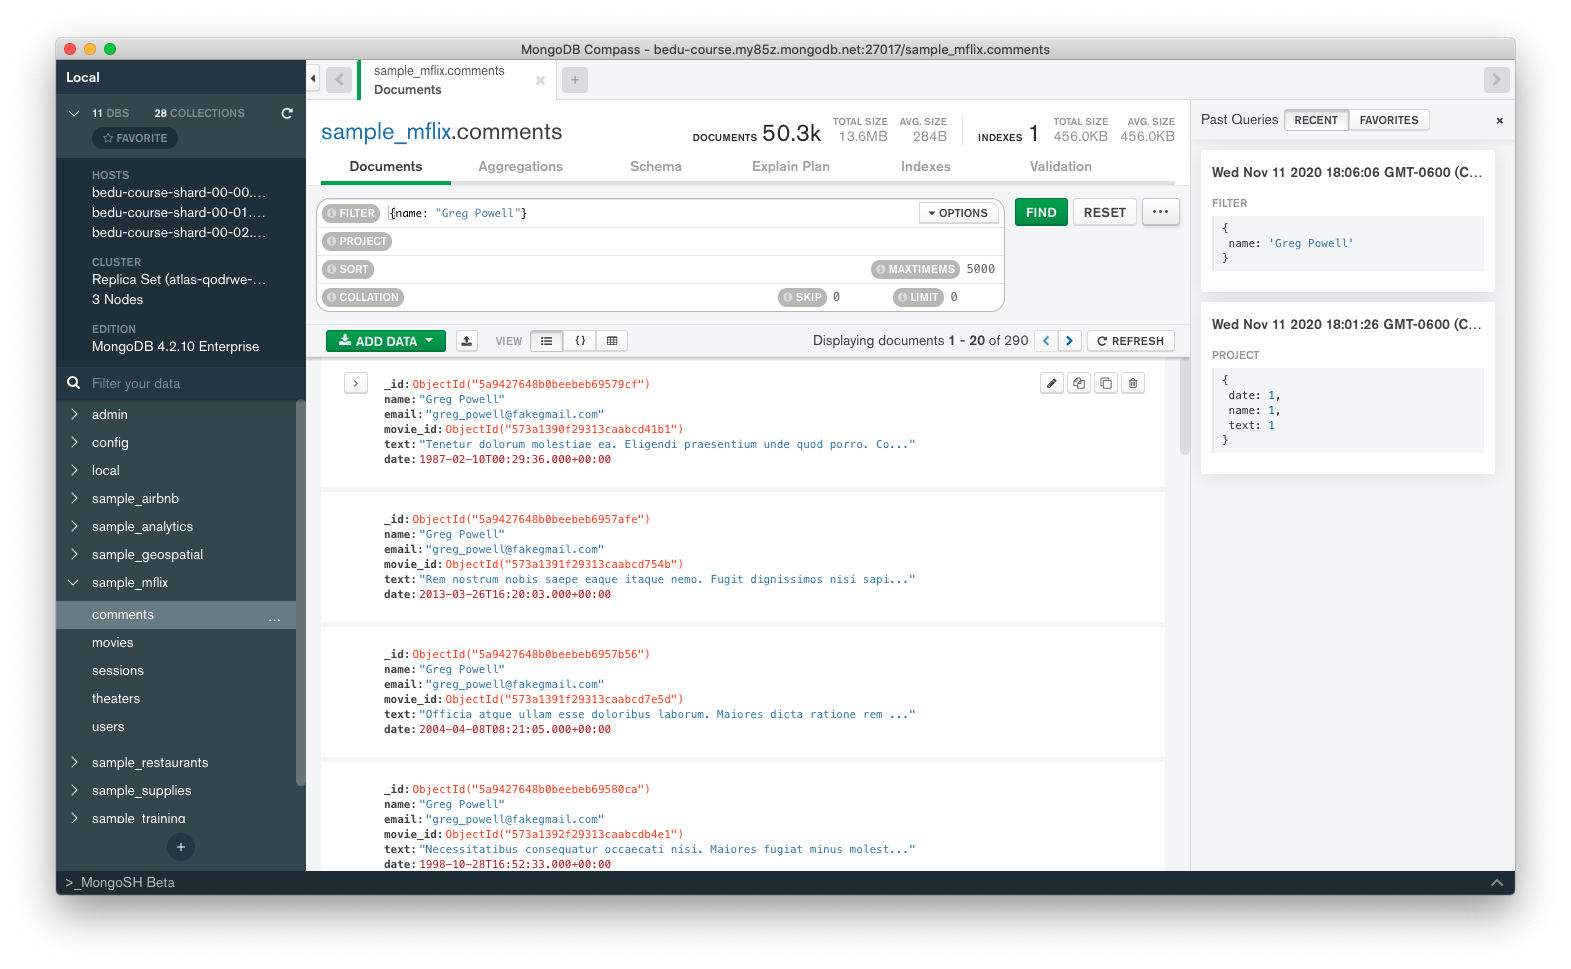 MongoDB Compass - bedu-course.my85z.mongodb.net:27017/sample_mflix.comments
Local
11 DBS 28 COLLECTIONS
FAVORITE
HOSTS
bedu-course-shard-00-00....
bedu-course-shard-00-01....
bedu-course-shard-00-02....
CLUSTER
Replica Set (atlas-qodrwe-...
3 Nodes
EDITION
MongoDB 4.2.10 Enterprise
Filter your data
admin
config
local
sample_airbnb
sample_analytics
sample_geospatial
sample_mflix
comments ...
movies
sessions
theaters
users
sample_restaurants
sample_supplies
sample_training
+
>_MongoSH Beta
sample_mflix.comments
Documents
sample_mflix.comments
DOCUMENTS 50.3k TOTAL SIZE 13.6MB AVG. SIZE 284B
INDEXES 1 TOTAL SIZE 456.0KB AVG. SIZE 456.0KB
Documents Aggregations Schema Explain Plan Indexes Validation
FILTER {name: "Greg Powell"} OPTIONS
FIND RESET ...
PROJECT
SORT MAXTIMEMS 5000
COLLATION SKIP 0 LIMIT 0
ADD DATA VIEW {} Displaying documents 1 - 20 of 290 < > REFRESH
_id: ObjectId("5a9427648b0beebeb69579cf")
name: "Greg Powell"
email: "greg_powell@fakegmail.com"
movie_id: ObjectId("573a1390f29313caabcd41b1")
text: "Tenetur dolorum molestiae ea. Eligendi praesentium unde quod porro. Co..."
date: 1987-02-10T00:29:36.000+00:00
_id: ObjectId("5a9427648b0beebeb6957afe")
name: "Greg Powell"
email: "greg_powell@fakegmail.com"
movie_id: ObjectId("573a1391f29313caabcd754b")
text: "Rem nostrum nobis saepe eaque itaque nemo. Fugit dignissimos nisi sapi..."
date: 2013-03-26T16:20:03.000+00:00
_id: ObjectId("5a9427648b0beebeb6957b56")
name: "Greg Powell"
email: "greg_powell@fakegmail.com"
movie_id: ObjectId("573a1391f29313caabcd7e5d")
text: "Officia atque ullam esse doloribus laborum. Maiores dicta ratione rem ..."
date: 2004-04-08T08:21:05.000+00:00
_id: ObjectId("5a9427648b0beebeb69580ca")
name: "Greg Powell"
email: "greg_powell@fakegmail.com"
movie_id: ObjectId("573a1392f29313caabcdb4e1")
text: "Necessitatibus consequatur occaecati nisi. Maiores fugiat minus molest..."
date: 1998-10-28T16:52:33.000+00:00
Past Queries RECENT FAVORITES ×
Wed Nov 11 2020 18:06:06 GMT-0600 (C...
FILTER
{
name: 'Greg Powell'
}
Wed Nov 11 2020 18:01:26 GMT-0600 (C...
PROJECT
{
date: 1,
name: 1,
text: 1
}